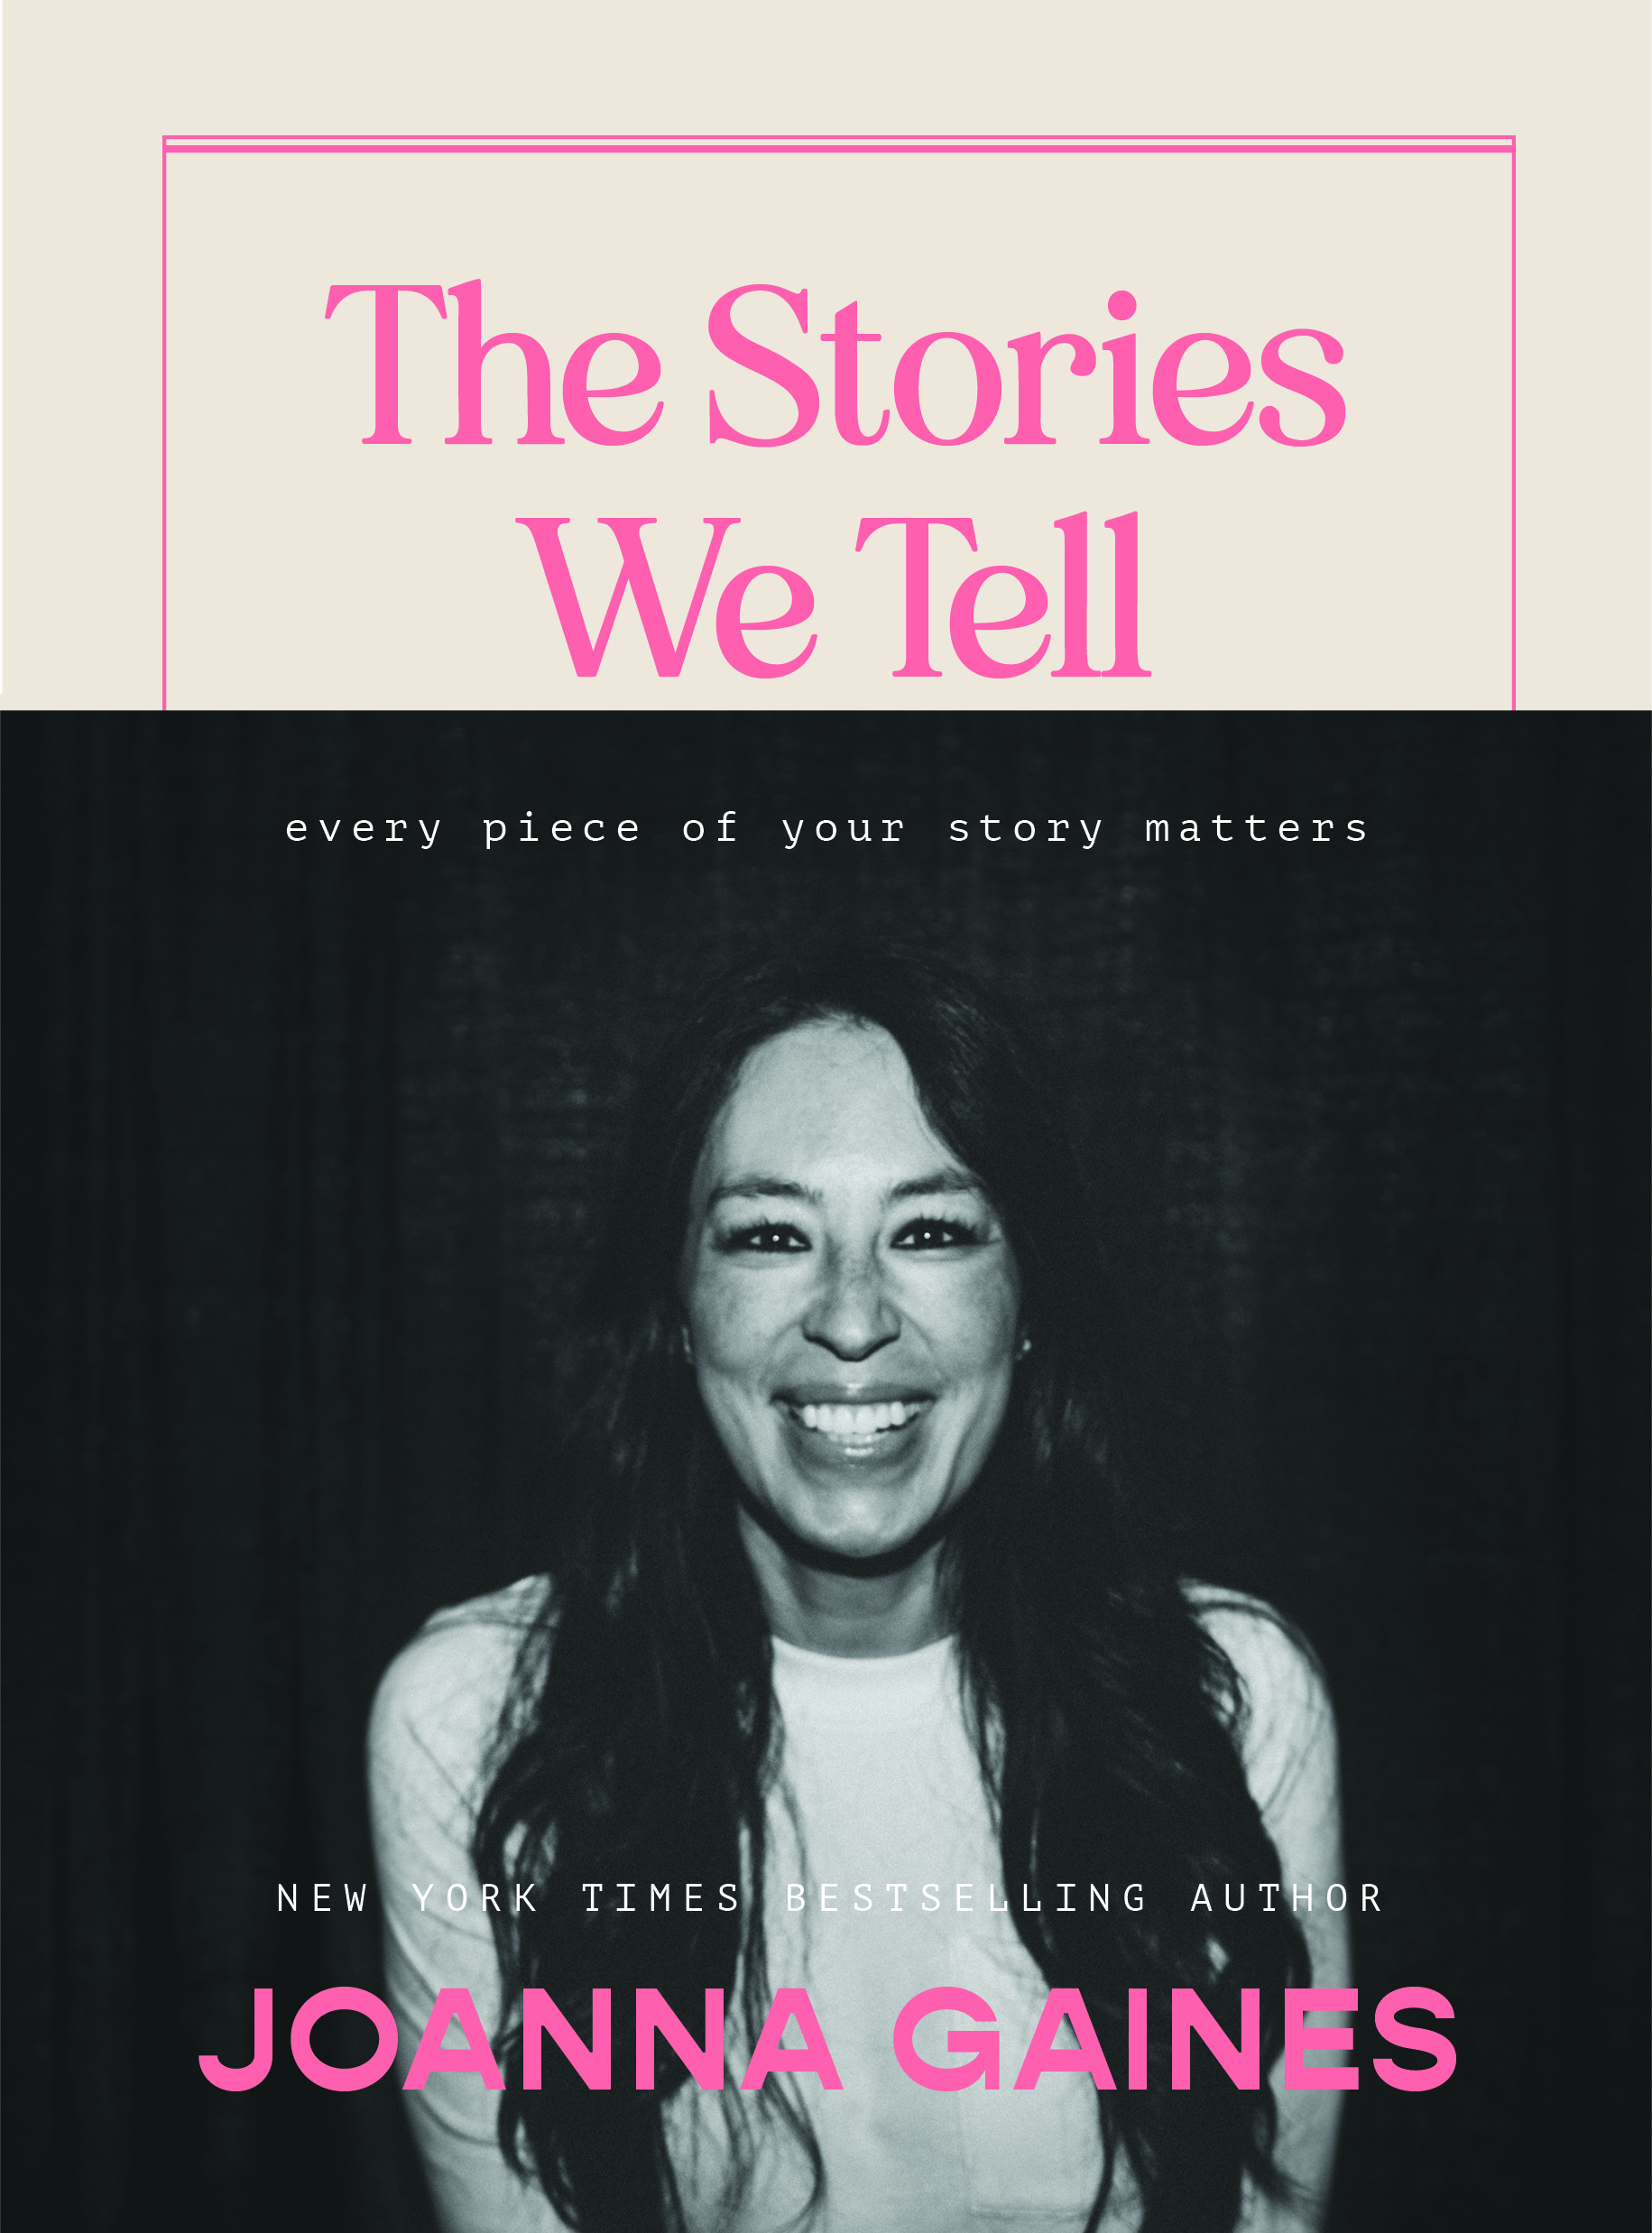 The Stories
We Tell
every piece of your story matters
NEW YORK TIMES BESTSELLING AUTHOR
JOANNA GAINES